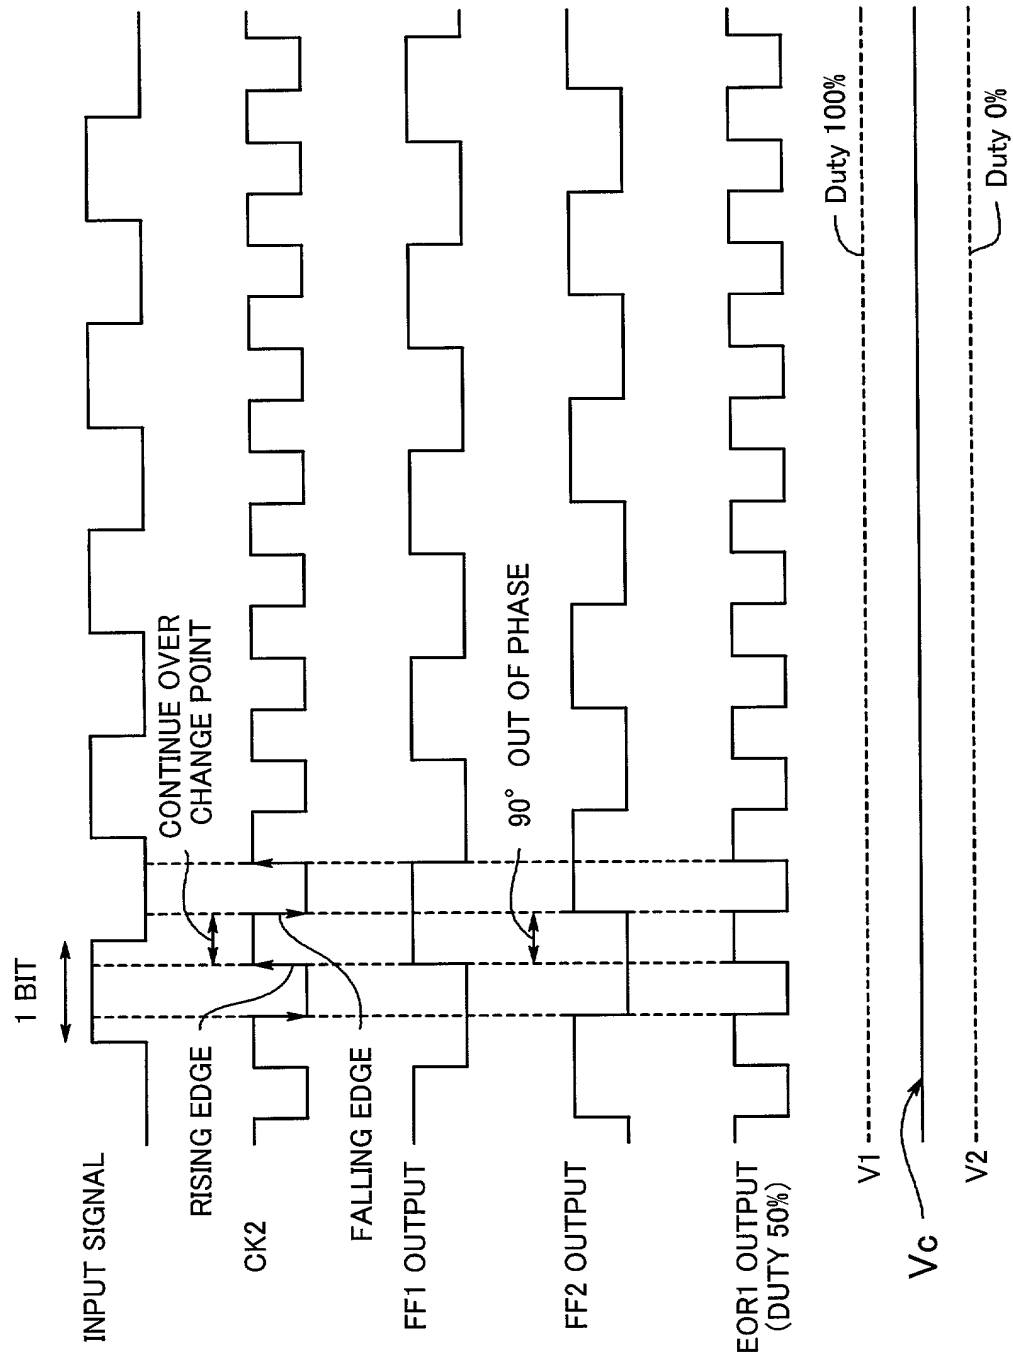 1 BIT
INPUT SIGNAL
CONTINUE OVER
CHANGE POINT
RISING EDGE
CK2
FALLING EDGE
FF1 OUTPUT
90° OUT OF PHASE
FF2 OUTPUT
EOR1 OUTPUT
(DUTY 50%)
Duty 100%
V1
Vc
V2
Duty 0%